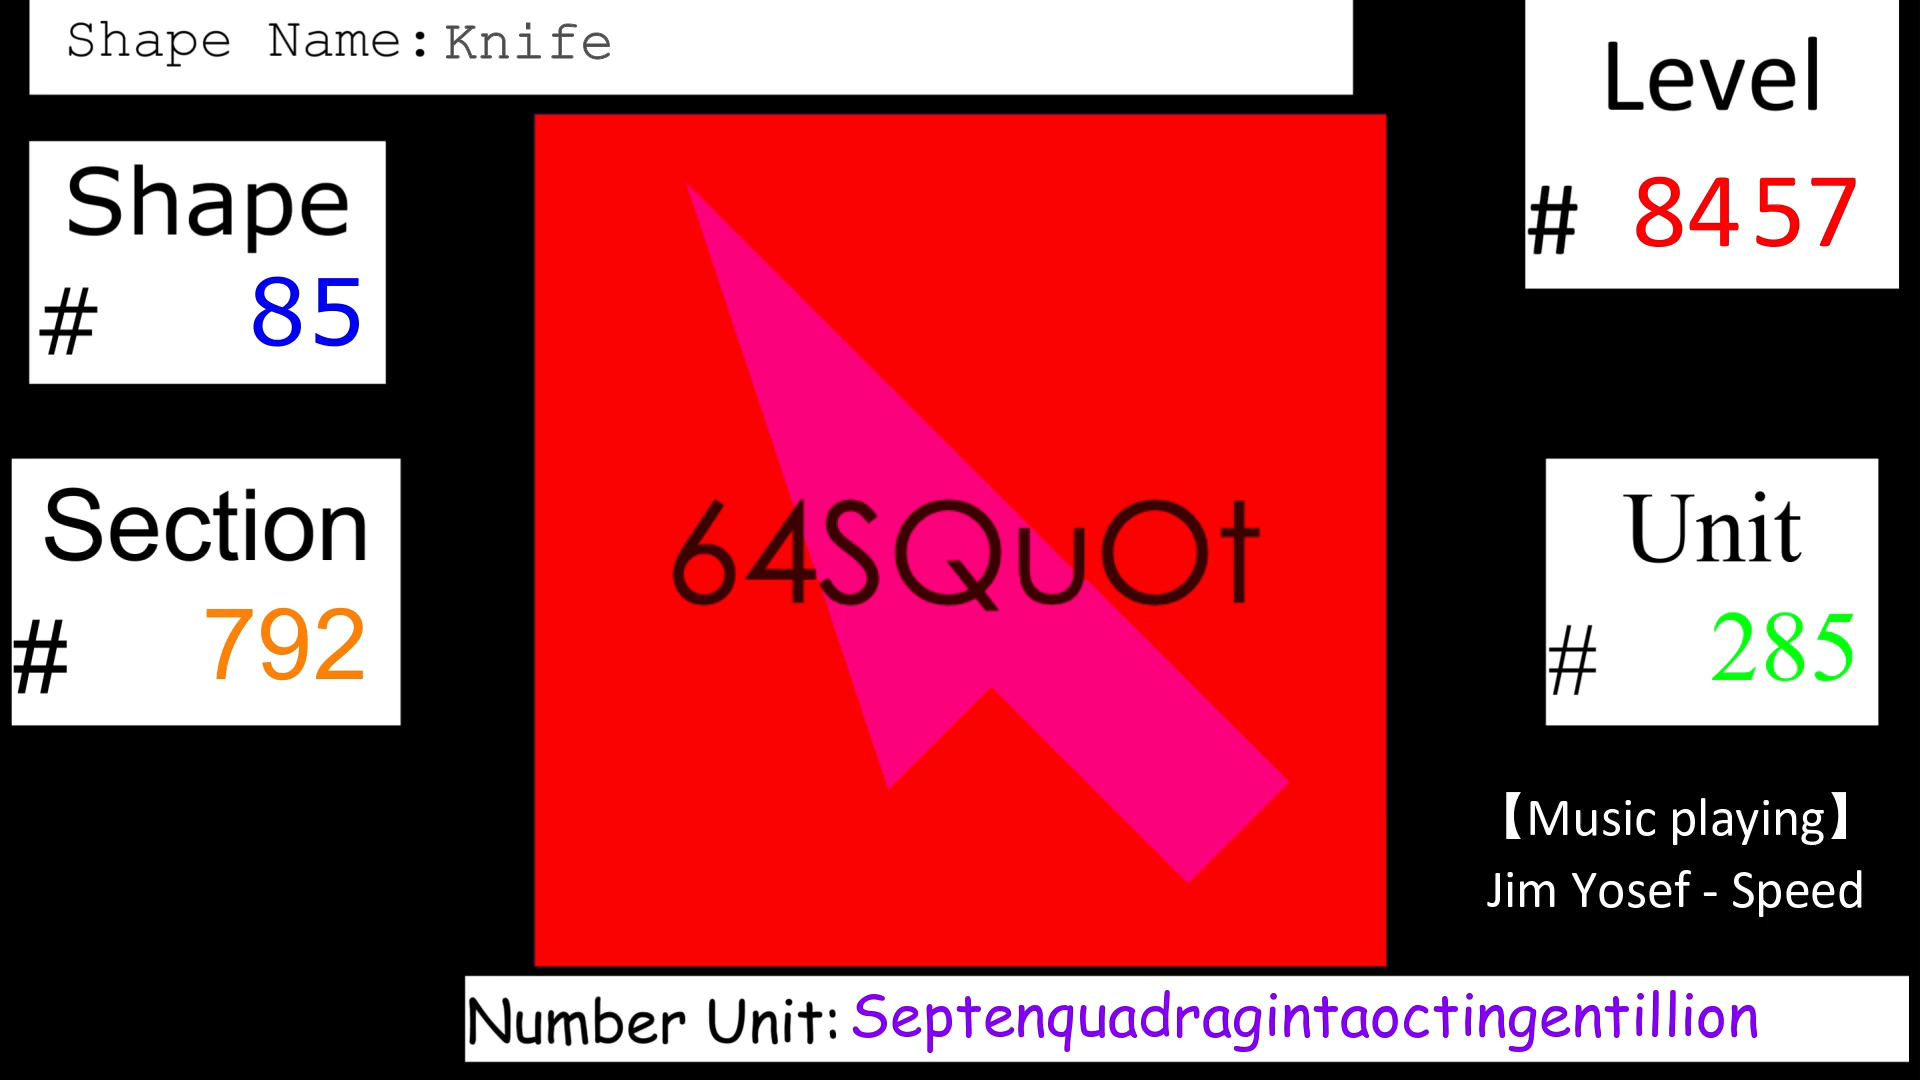 Shape Name: Knife
Shape
# 85
Level
# 8457
Section
# 792
64SQuOt
Unit
# 285
【Music playing】
Jim Yosef - Speed
Number Unit: Septenquadragintaoctingentillion